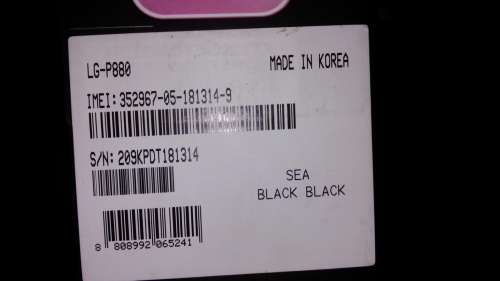 LG-P880 MADE IN KOREA
IMEI: 352967-05-181314-9
S/N: 209KPDT181314
SEA
BLACK BLACK
8 808992 065241